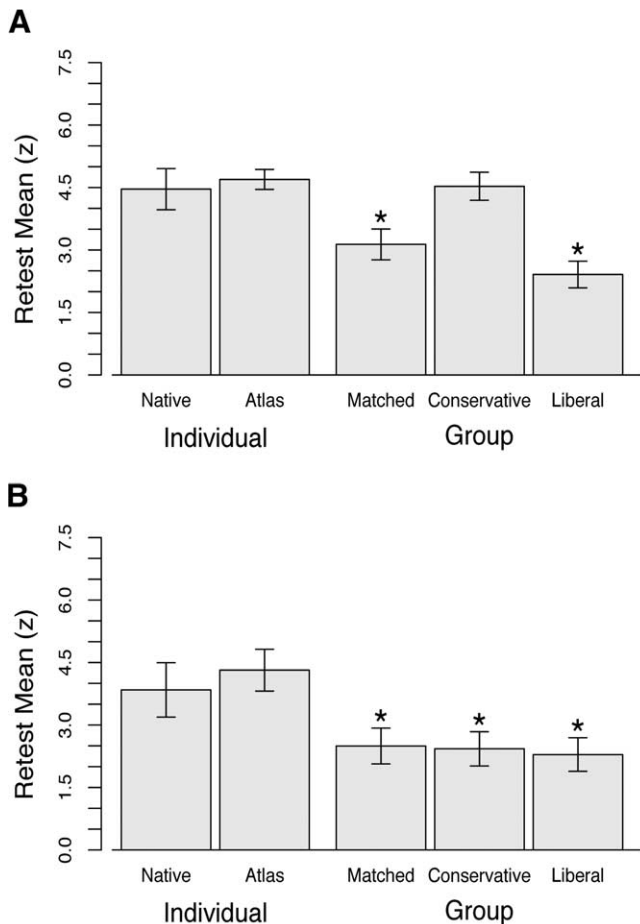 A
7.5
6.0
4.5
3.0
1.5
0.0
Retest Mean (z)
*
*
Native Atlas Matched Conservative Liberal
Individual Group
B
7.5
6.0
4.5
3.0
1.5
0.0
Retest Mean (z)
* * *
Native Atlas Matched Conservative Liberal
Individual Group